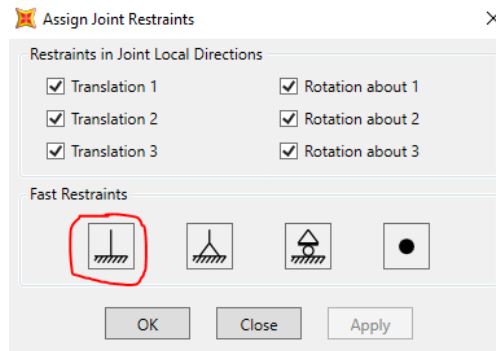 Assign Joint Restraints
Restraints in Joint Local Directions
Translation 1
Rotation about 1
Translation 2
Rotation about 2
Translation 3
Rotation about 3
Fast Restraints
OK
Close
Apply